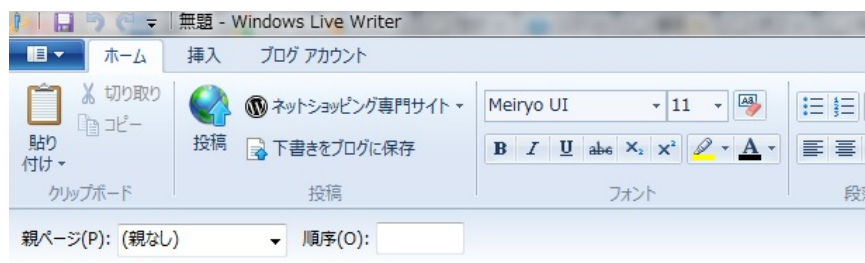 無題 - Windows Live Writer
ホーム 挿入 ブログ アカウント
切り取り
コピー
貼り付け
クリップボード
投稿
ネットショッピング専門サイト
下書きをブログに保存
投稿
Meiryo UI 11
B I U abc X₂ X² A
フォント
親ページ(P): (親なし) 順序(O):